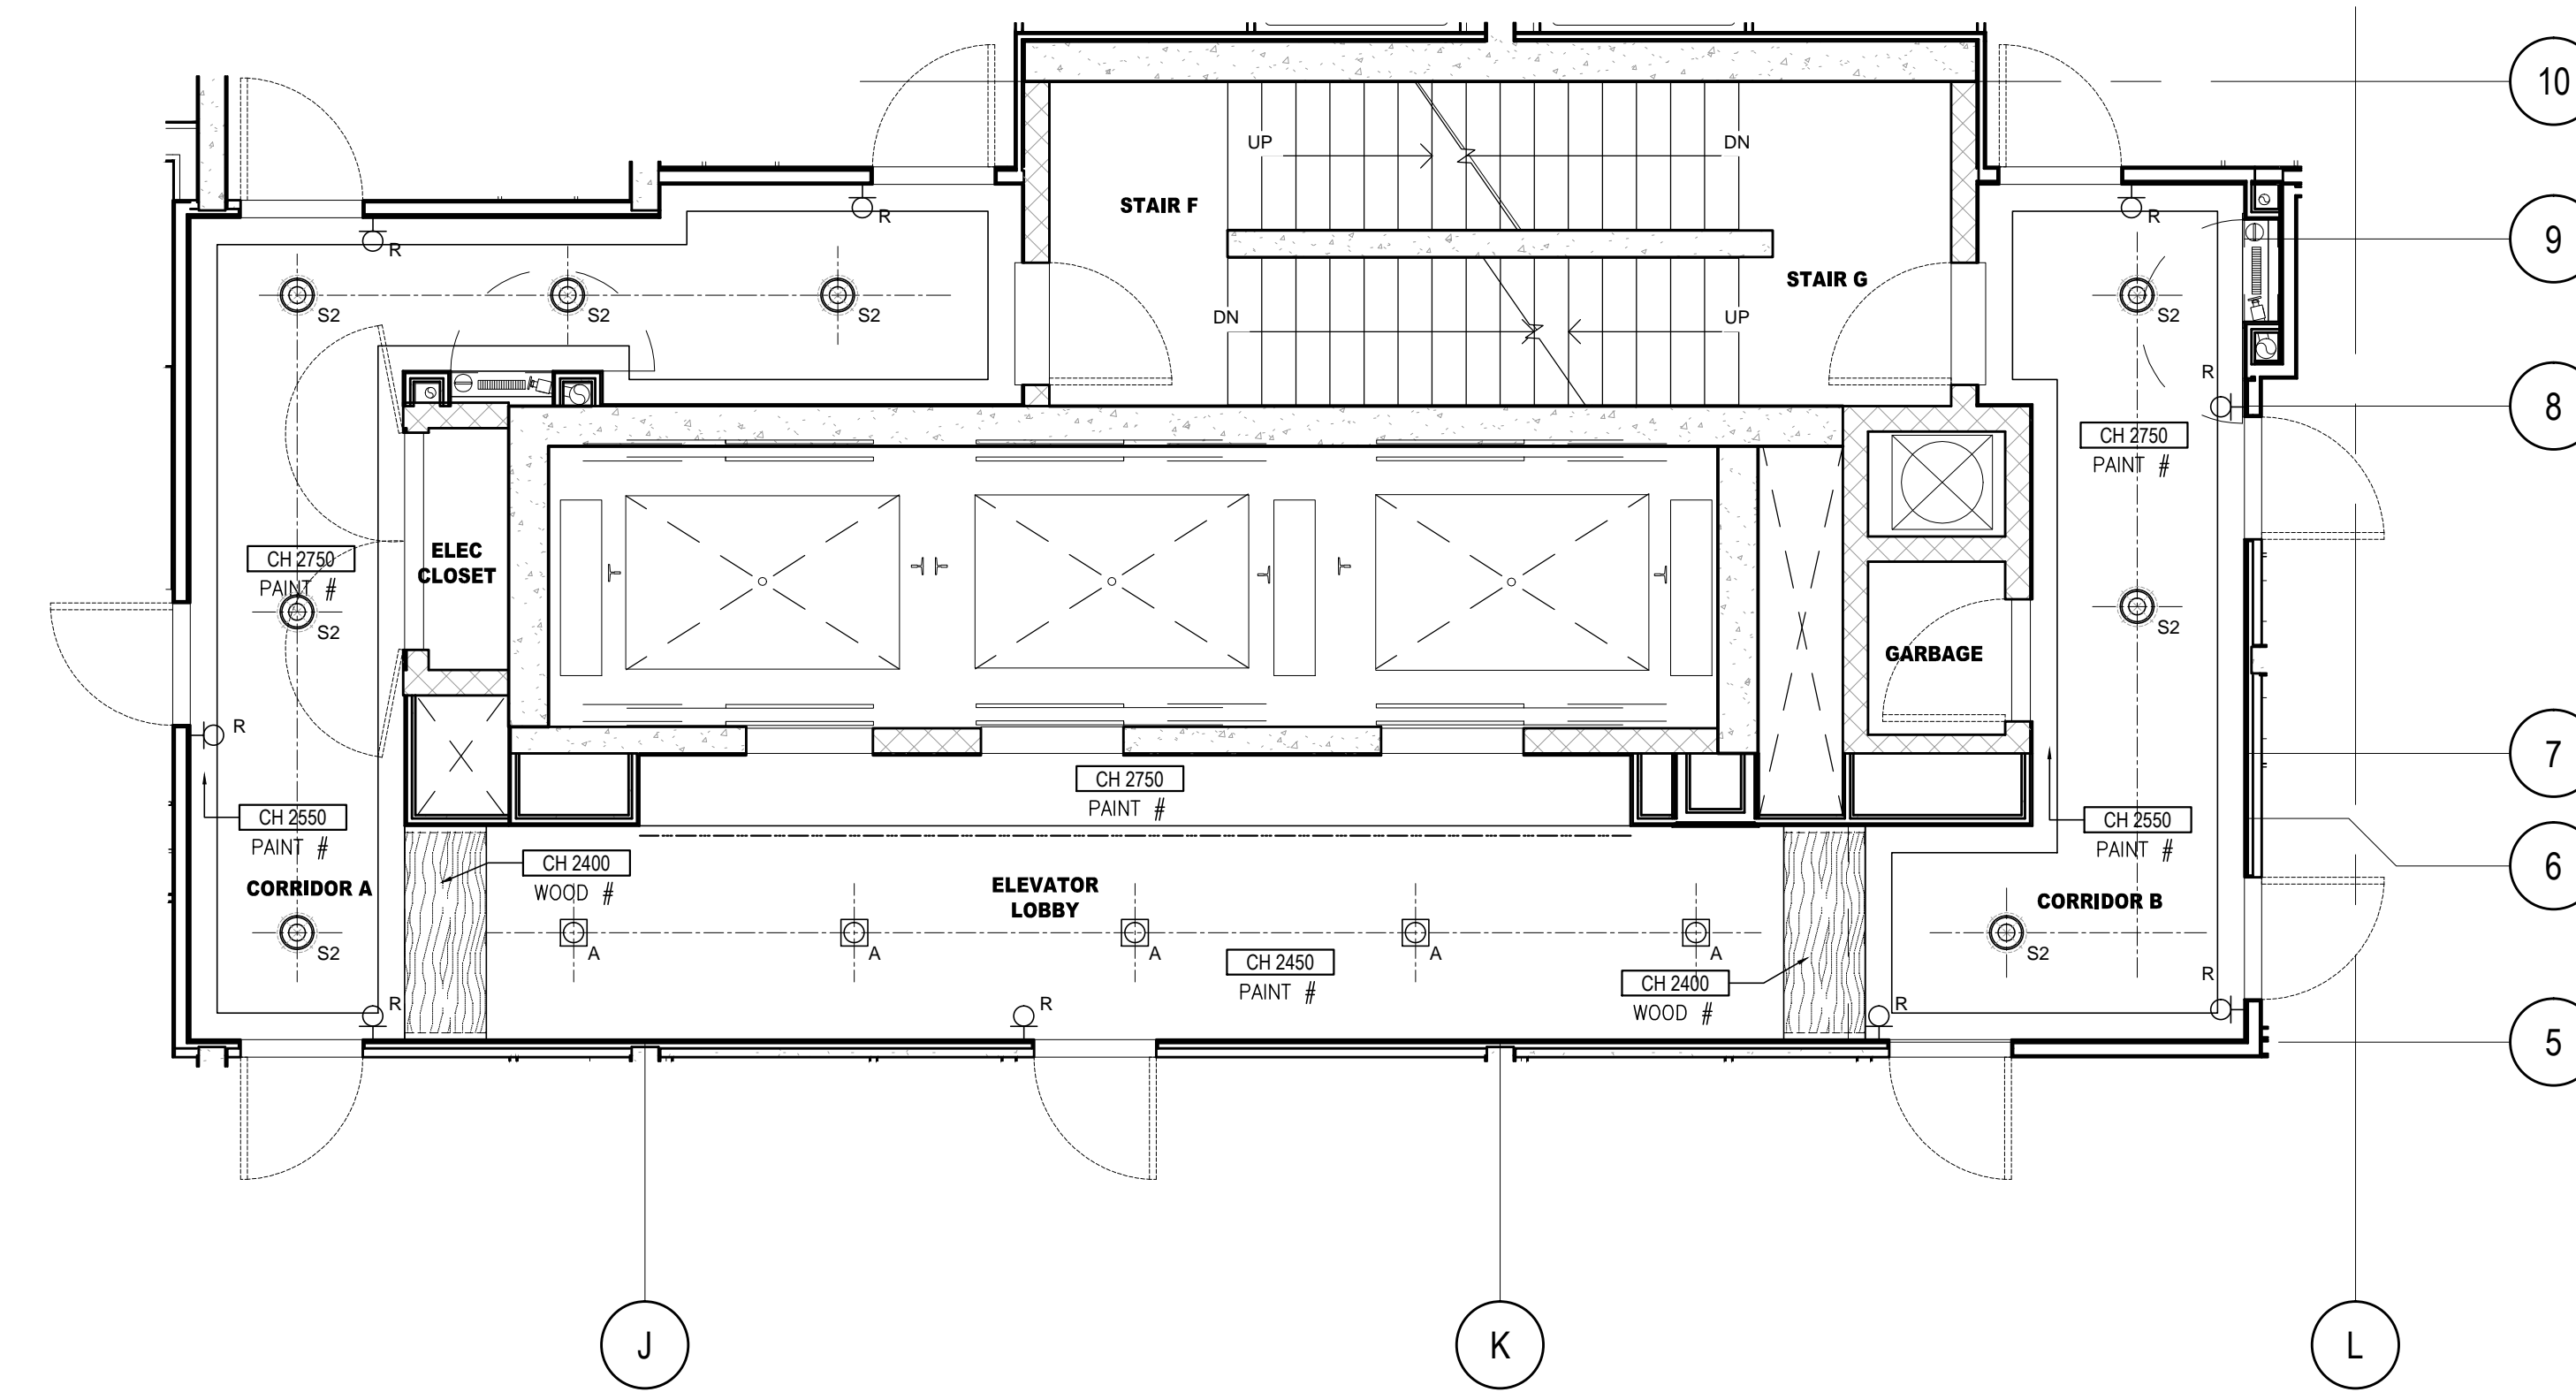 10
UP
DN
STAIR F
R
R
R
9
STAIR G
S2
S2
S2
DN
UP
S2
R
8
CH 2750
PAINT #
ELEC
CLOSET
CH 2750
PAINT #
S2
S2
GARBAGE
R
7
CH 2750
PAINT #
CH 2550
PAINT #
CH 2550
PAINT #
CH 2400
WOOD #
6
CORRIDOR A
ELEVATOR
LOBBY
CORRIDOR B
S2
A
A
A
A
A
S2
CH 2450
PAINT #
CH 2400
WOOD #
R
R
R
R
5
J
K
L